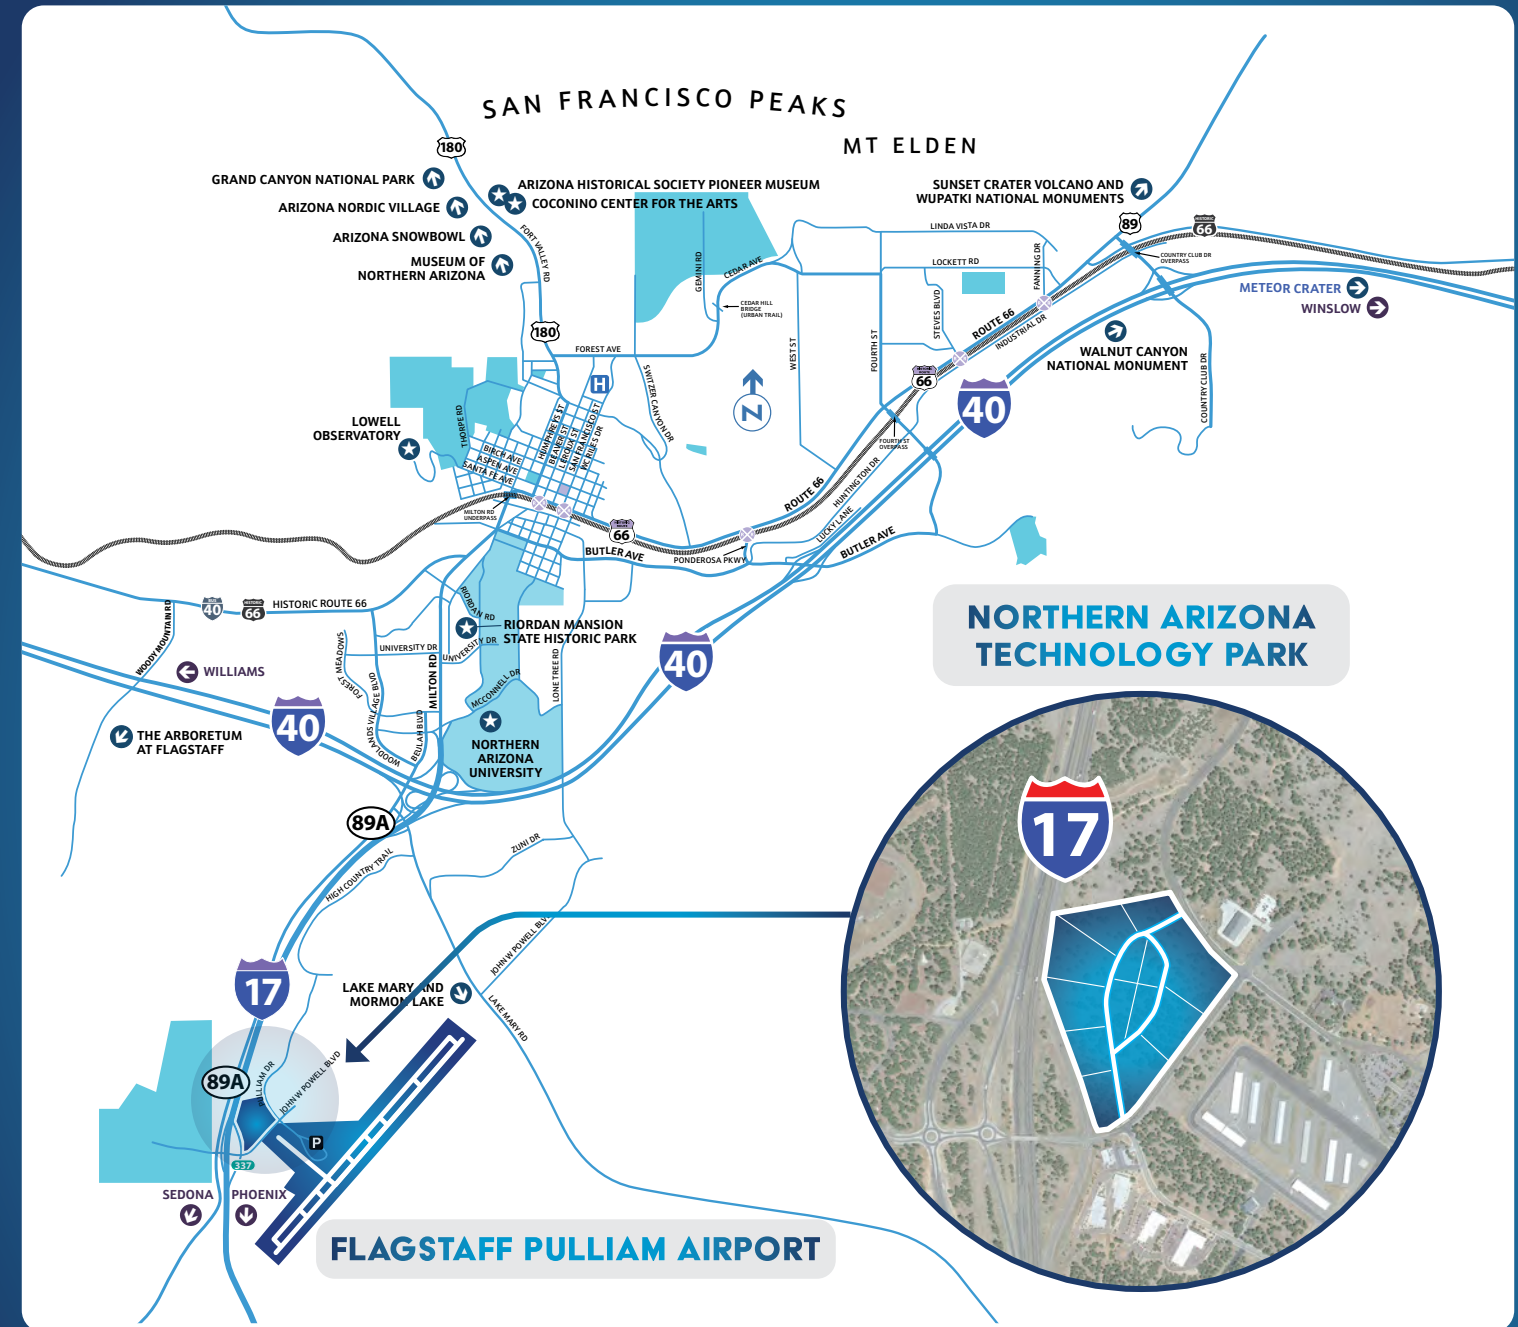 SAN FRANCISCO PEAKS
MT ELDEN
180
GRAND CANYON NATIONAL PARK
ARIZONA NORDIC VILLAGE
ARIZONA SNOWBOWL
MUSEUM OF
NORTHERN ARIZONA
ARIZONA HISTORICAL SOCIETY PIONEER MUSEUM
COCONINO CENTER FOR THE ARTS
SUNSET CRATER VOLCANO AND
WUPATKI NATIONAL MONUMENTS
89
HISTORIC
66
LINDA VISTA DR
LOCKETT RD
FANNING DR
COUNTRY CLUB DR
OVERPASS
FORT VALLEY RD
GEMINI RD
CEDAR AVE
CEDAR HILL
BRIDGE
(URBAN TRAIL)
METEOR CRATER
WINSLOW
STEVES BLVD
ROUTE 66
INDUSTRIAL DR
180
FOREST AVE
WEST ST
FOURTH ST
WALNUT CANYON
NATIONAL MONUMENT
COUNTRY CLUB DR
66
40
H
SWITZER CANYON DR
N
LOWELL
OBSERVATORY
THORPE RD
HUMPHREYS ST
BEAVER ST
LEROUX ST
SAN FRANCISCO ST
BIRCH AVE
ASPEN AVE
SANTA FE AVE
FOURTH ST
OVERPASS
MILTON RD
UNDERPASS
66
ROUTE 66
HUNTINGTON DR
LUCKY LANE
BUTLER AVE
PONDEROSA PKWY
BUTLER AVE
40
66
HISTORIC ROUTE 66
WOODY MOUNTAIN RD
RIORDAN RD
RIORDAN MANSION
STATE HISTORIC PARK
UNIVERSITY DR
UNIVERSITY DR
FOREST MEADOWS
WOODLANDS VILLAGE BLVD
MILTON RD
BEULAH BLVD
MCCONNELL DR
LONE TREE RD
40
WILLIAMS
40
THE ARBORETUM
AT FLAGSTAFF
NORTHERN
ARIZONA
UNIVERSITY
NORTHERN ARIZONA
TECHNOLOGY PARK
17
89A
HIGH COUNTRY TRAIL
ZUNI DR
JOHN W POWELL BLVD
17
LAKE MARY AND
MORMON LAKE
LAKE MARY RD
89A
PULLIAM DR
JOHN W POWELL BLVD
P
337
SEDONA
PHOENIX
FLAGSTAFF PULLIAM AIRPORT